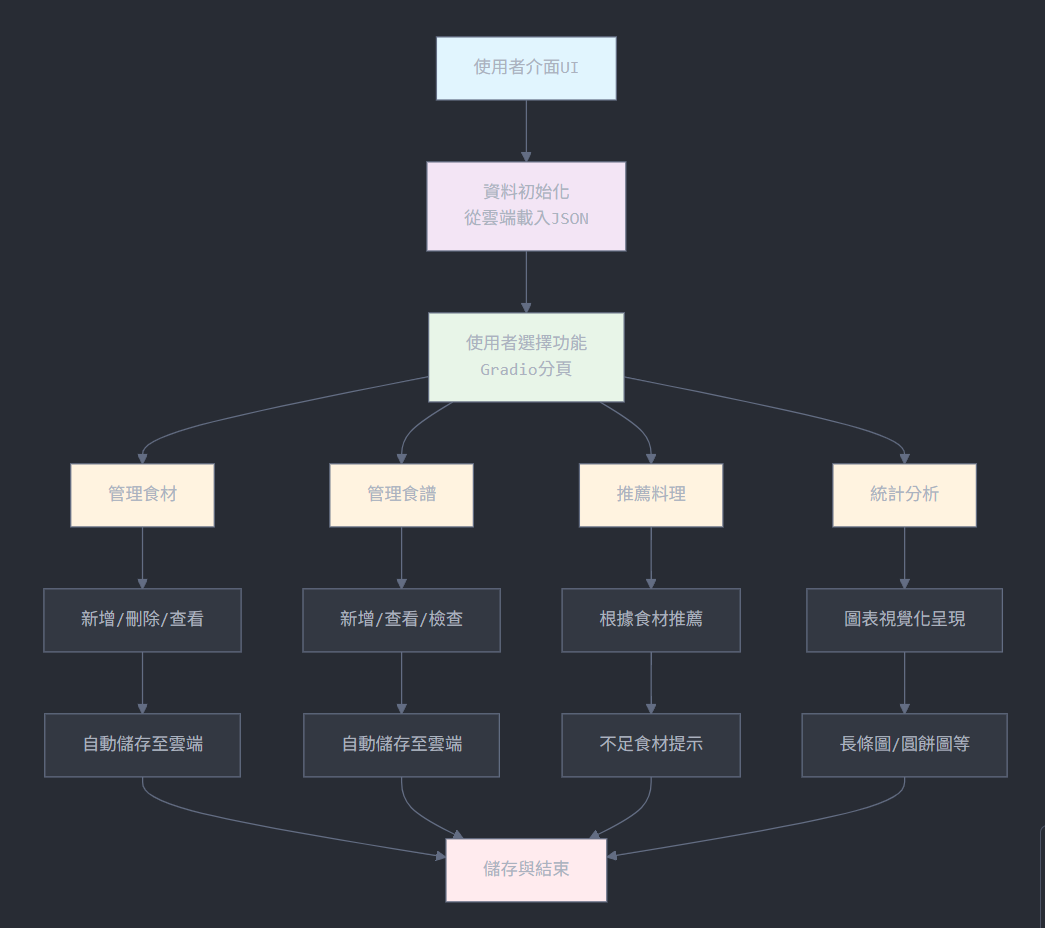 使用者介面UI
資料初始化
從雲端載入JSON
使用者選擇功能
Gradio分頁
管理食材
管理食譜
推薦料理
統計分析
新增/刪除/查看
新增/查看/檢查
根據食材推薦
圖表視覺化呈現
自動儲存至雲端
自動儲存至雲端
不足食材提示
長條圖/圓餅圖等
儲存與結束